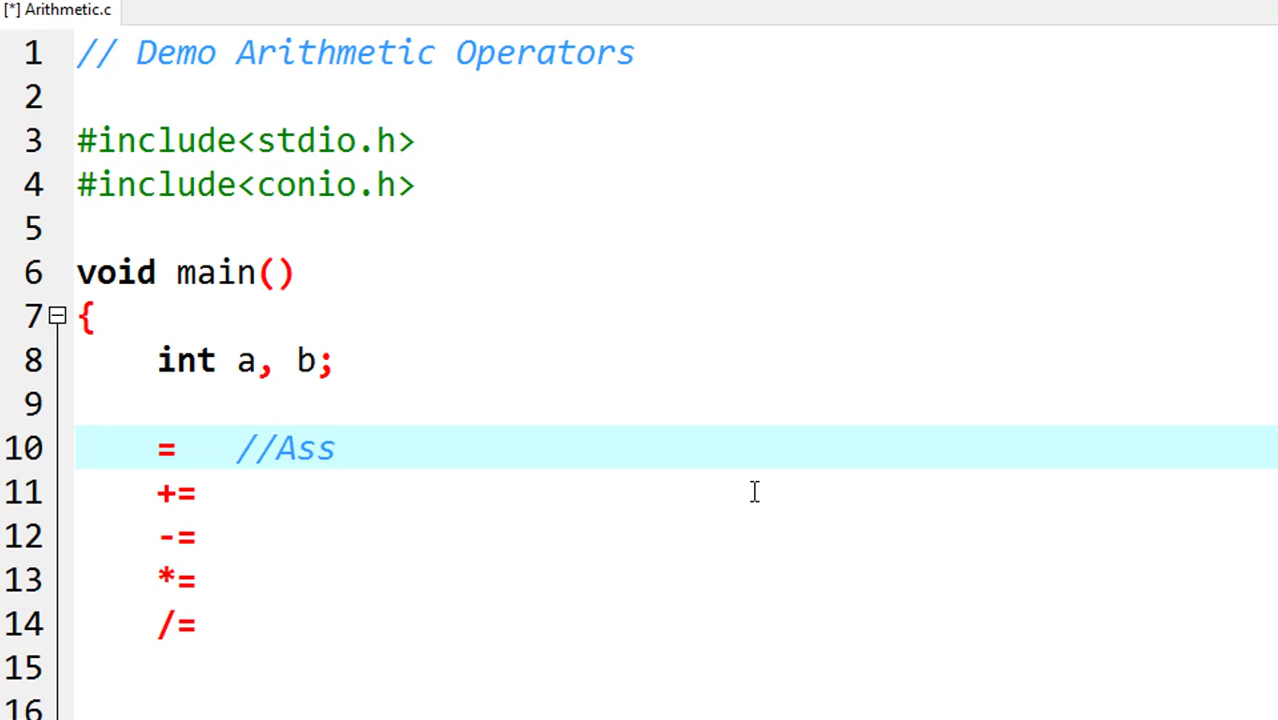 [*] Arithmetic.c
1 // Demo Arithmetic Operators
2
3 #include<stdio.h>
4 #include<conio.h>
5
6 void main()
7 {
8 int a, b;
9
10 = //Ass
11 +=
12 -=
13 *=
14 /=
15
16